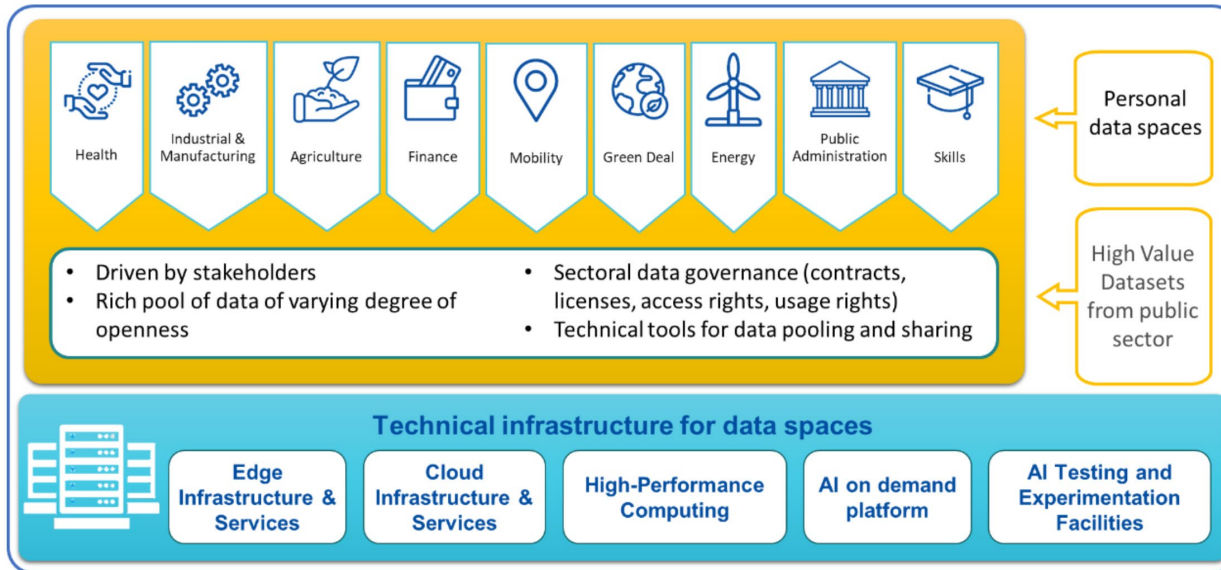 Health
Industrial &
Manufacturing
Agriculture
Finance
Mobility
Green Deal
Energy
Public
Administration
Skills
Personal
data spaces
• Driven by stakeholders
• Rich pool of data of varying degree of
openness
• Sectoral data governance (contracts,
licenses, access rights, usage rights)
• Technical tools for data pooling and sharing
High Value
Datasets
from public
sector
Technical infrastructure for data spaces
Edge
Infrastructure &
Services
Cloud
Infrastructure &
Services
High-Performance
Computing
AI on demand
platform
AI Testing and
Experimentation
Facilities